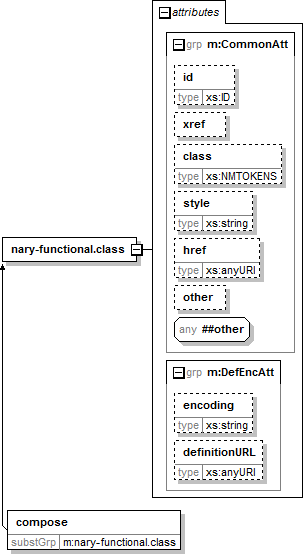 attributes
grp m:CommonAtt
id
type xs:ID
xref
class
type xs:NMTOKENS
style
type xs:string
nary-functional.class
href
type xs:anyURI
other
any ##other
grp m:DefEncAtt
encoding
type xs:string
definitionURL
type xs:anyURI
compose
substGrp m:nary-functional.class